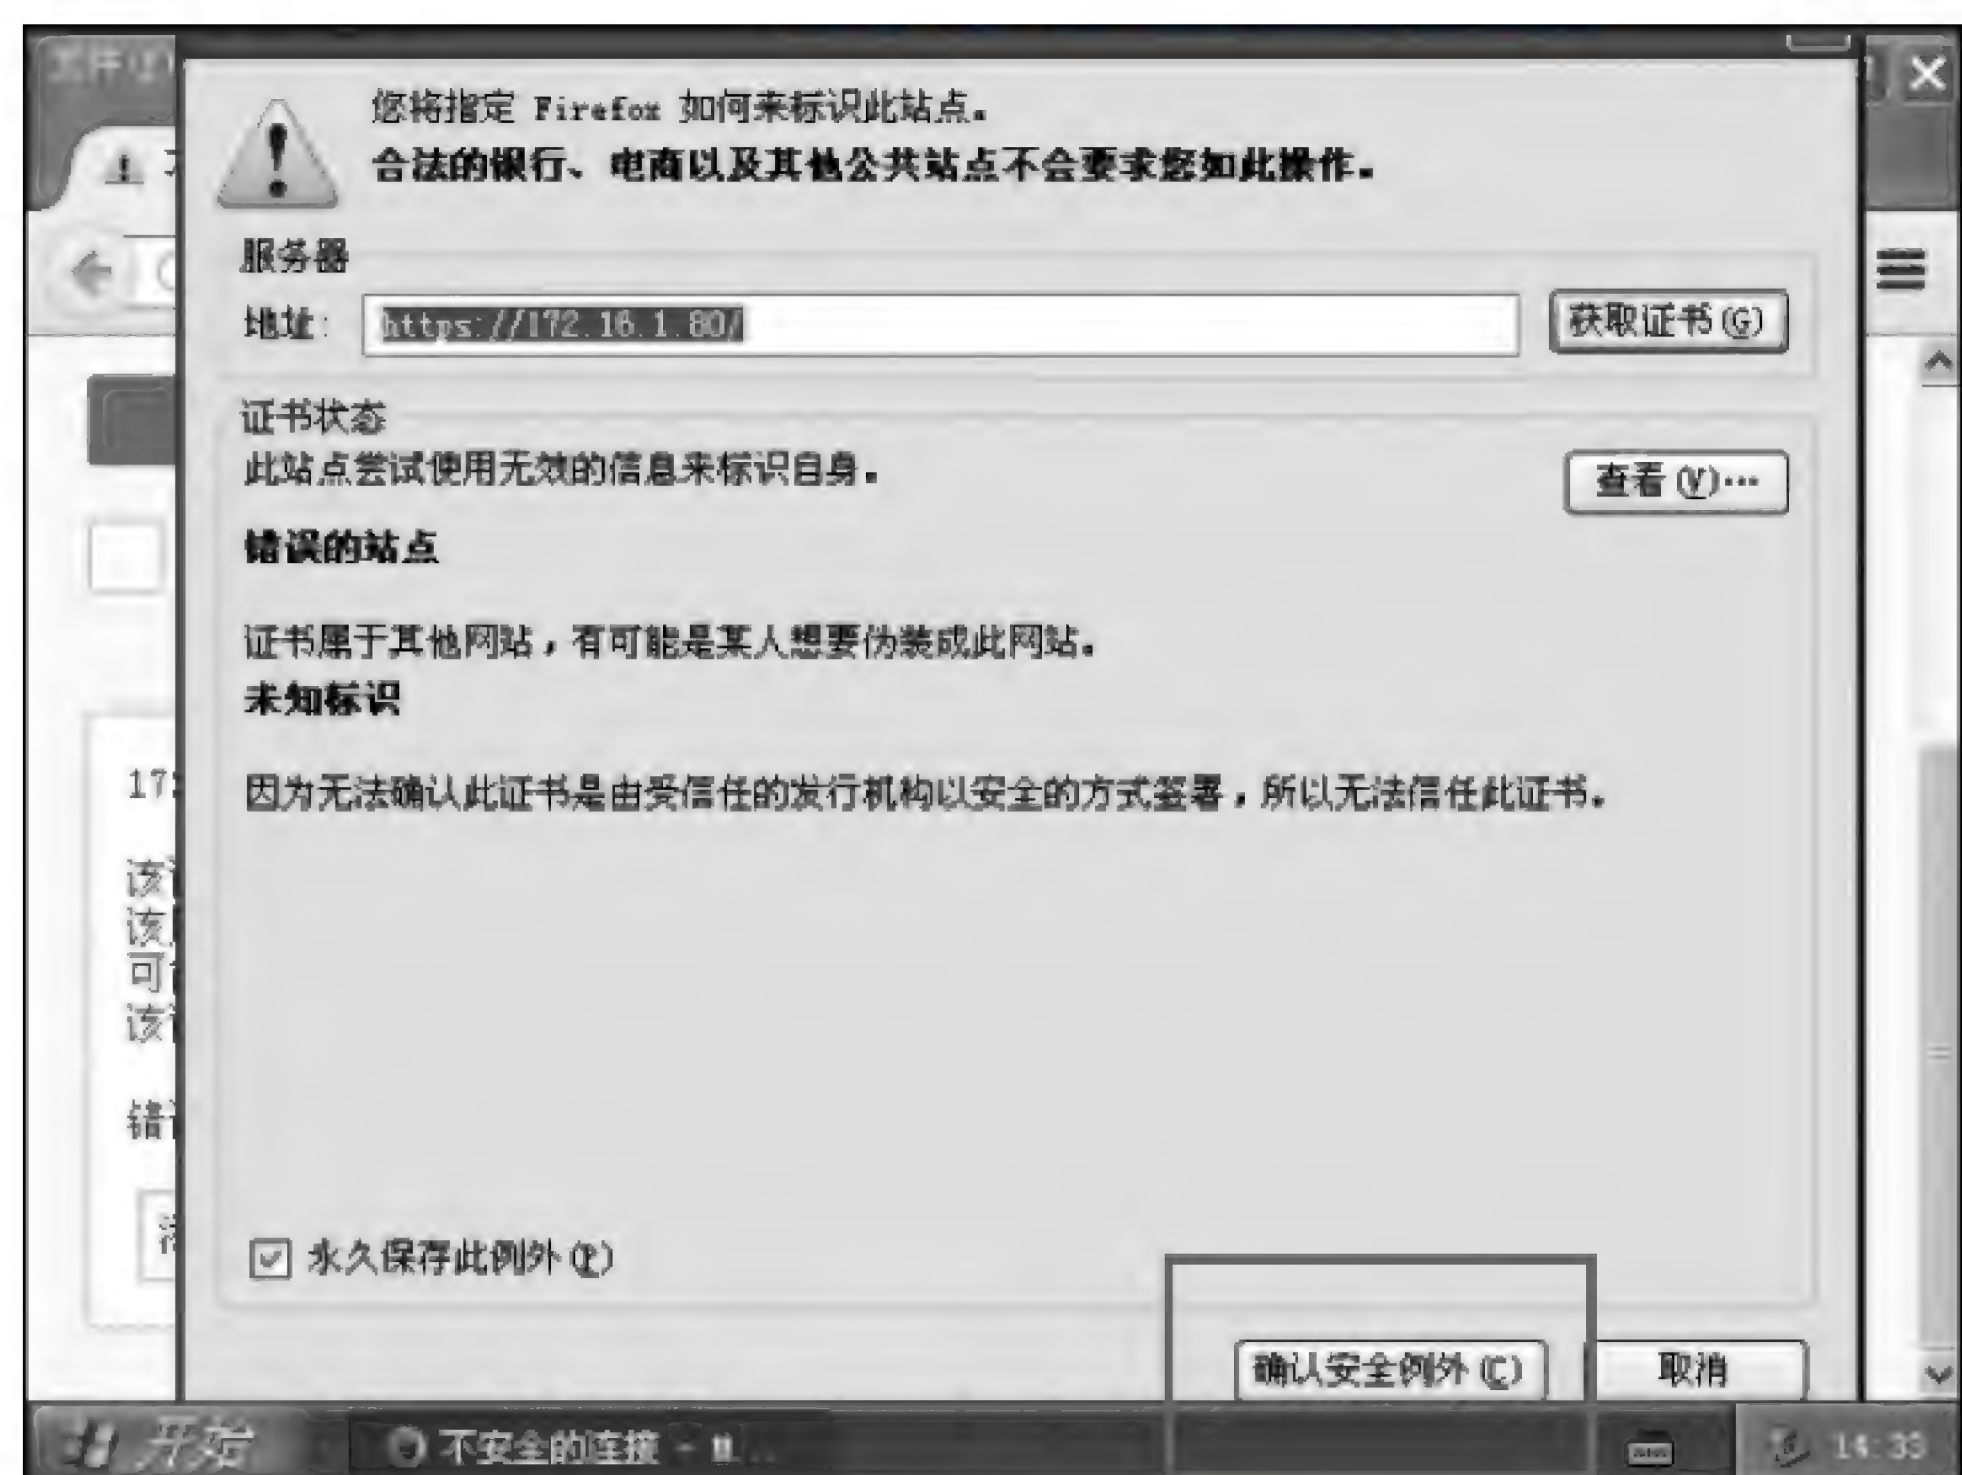 您将指定 Firefox 如何来标识此站点。
合法的银行、电商以及其他公共站点不会要求您如此操作。
服务器
地址:
https://172.16.1.80/
获取证书(G)
证书状态
此站点尝试使用无效的信息来标识自身。
查看(V)…
错误的站点
证书属于其他网站，有可能是某人想要伪装成此网站。
未知标识
17
因为无法确认此证书是由受信任的发行机构以安全的方式签署，所以无法信任此证书。
该
该
可
该
错
永久保存此例外(P)
确认安全例外(C)
取消
开始
不安全的连接 - M...
14:33